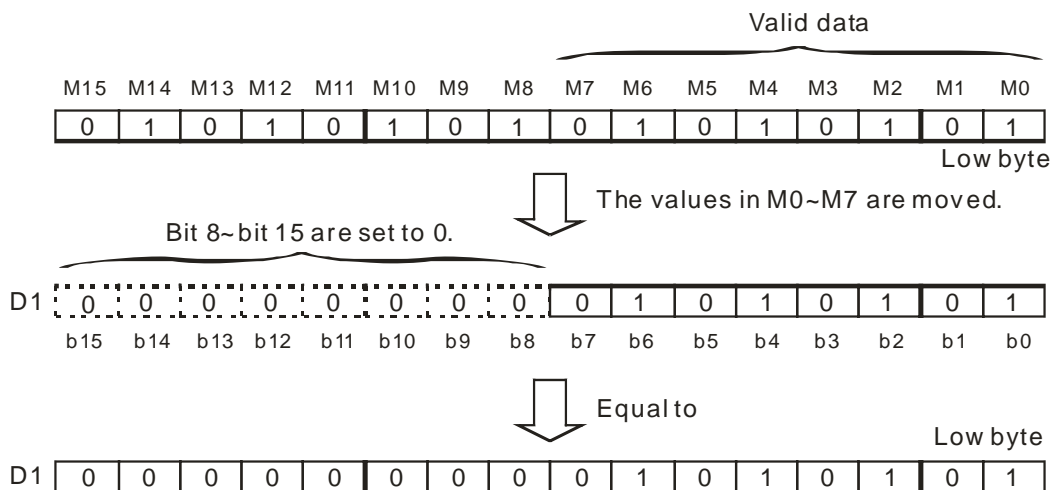 Valid data
M15 M14 M13 M12 M11 M10 M9 M8 M7 M6 M5 M4 M3 M2 M1 M0
0 1 0 1 0 1 0 1 0 1 0 1 0 1 0 1
Low byte
The values in M0~M7 are moved.
Bit 8~bit 15 are set to 0.
D1 0 0 0 0 0 0 0 0 0 1 0 1 0 1 0 1
b15 b14 b13 b12 b11 b10 b9 b8 b7 b6 b5 b4 b3 b2 b1 b0
Equal to
Low byte
D1 0 0 0 0 0 0 0 0 0 1 0 1 0 1 0 1